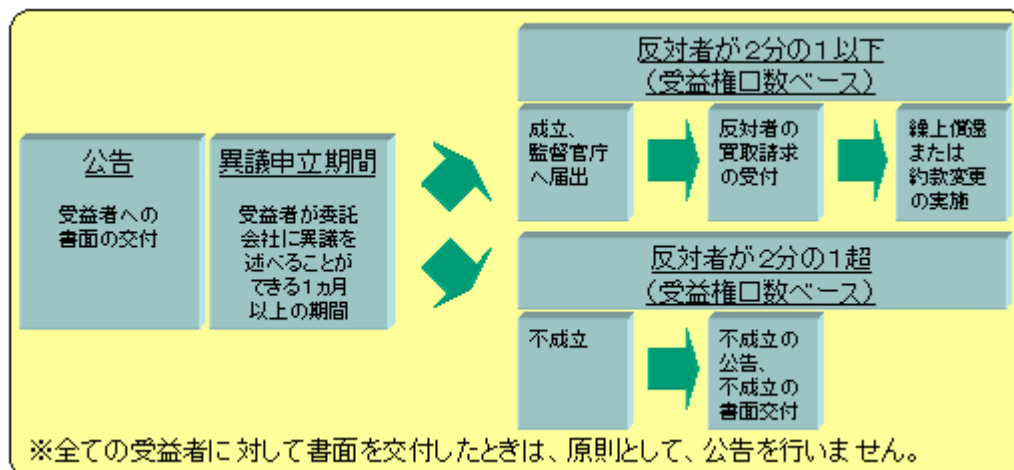 公告
受益者への
書面の交付
異議申立期間
受益者が委託
会社に異議を
述べることが
できる1ヵ月
以上の期間
反対者が2分の1以下
(受益権口数ベース)
成立、
監督官庁
へ届出
反対者の
買取請求
の受付
繰上償還
または
約款変更
の実施
反対者が2分の1超
(受益権口数ベース)
不成立
不成立の
公告、
不成立の
書面交付
※全ての受益者に対して書面を交付したときは、原則として、公告を行いません。